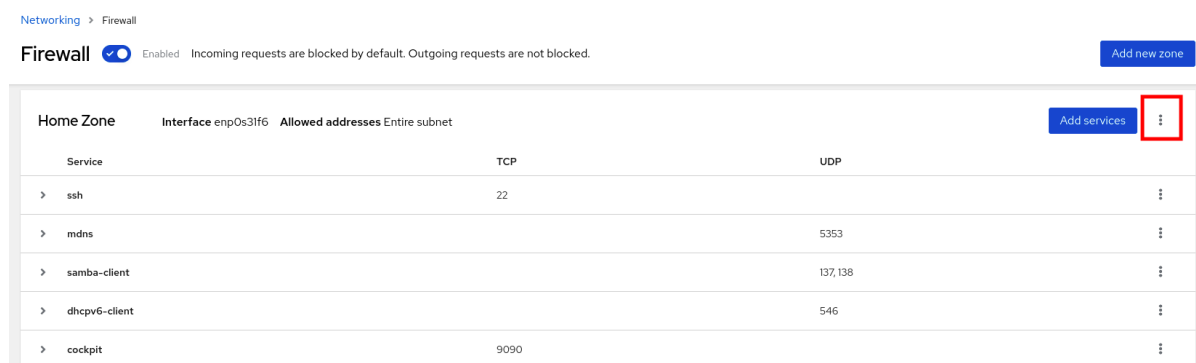 Networking > Firewall
Firewall Enabled Incoming requests are blocked by default. Outgoing requests are not blocked. Add new zone
Home Zone Interface enp0s31f6 Allowed addresses Entire subnet Add services
Service TCP UDP
ssh 22
mdns 5353
samba-client 137, 138
dhcpv6-client 546
cockpit 9090